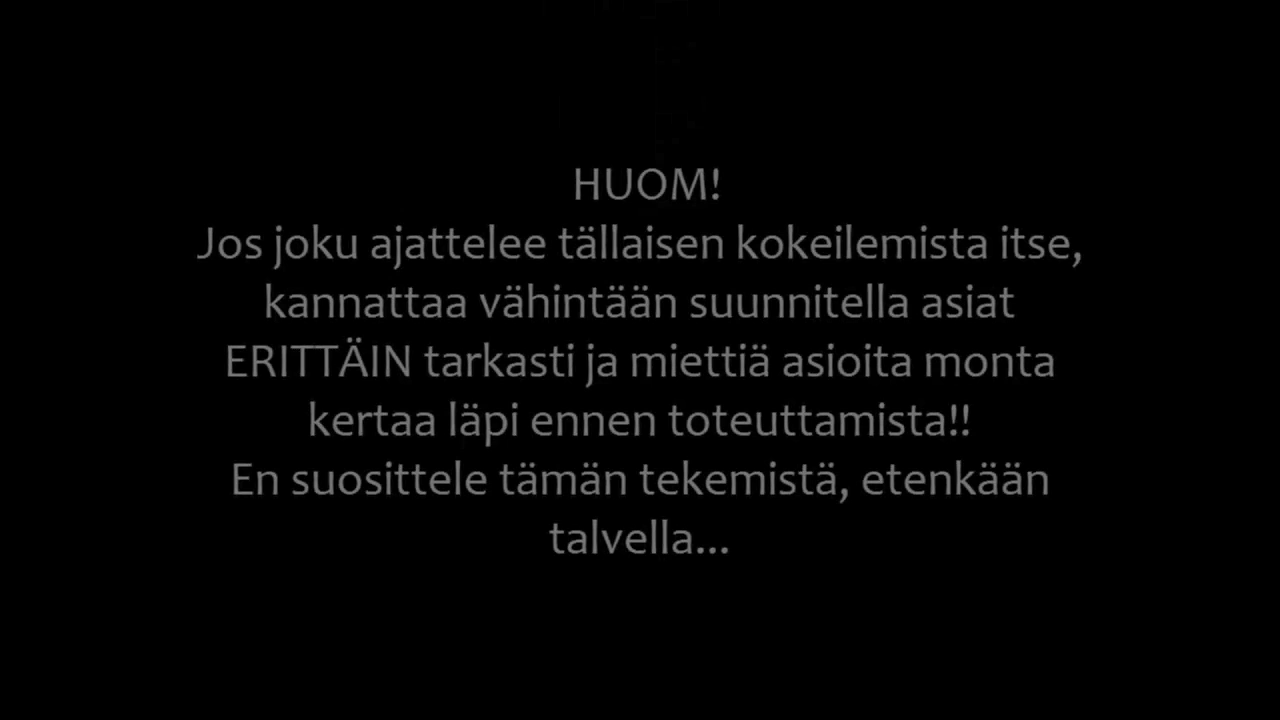 HUOM!
Jos joku ajattelee tällaisen kokeilemista itse,
kannattaa vähintään suunnitella asiat
ERITTÄIN tarkasti ja miettiä asioita monta
kertaa läpi ennen toteuttamista!!
En suosittele tämän tekemistä, etenkään
talvella...